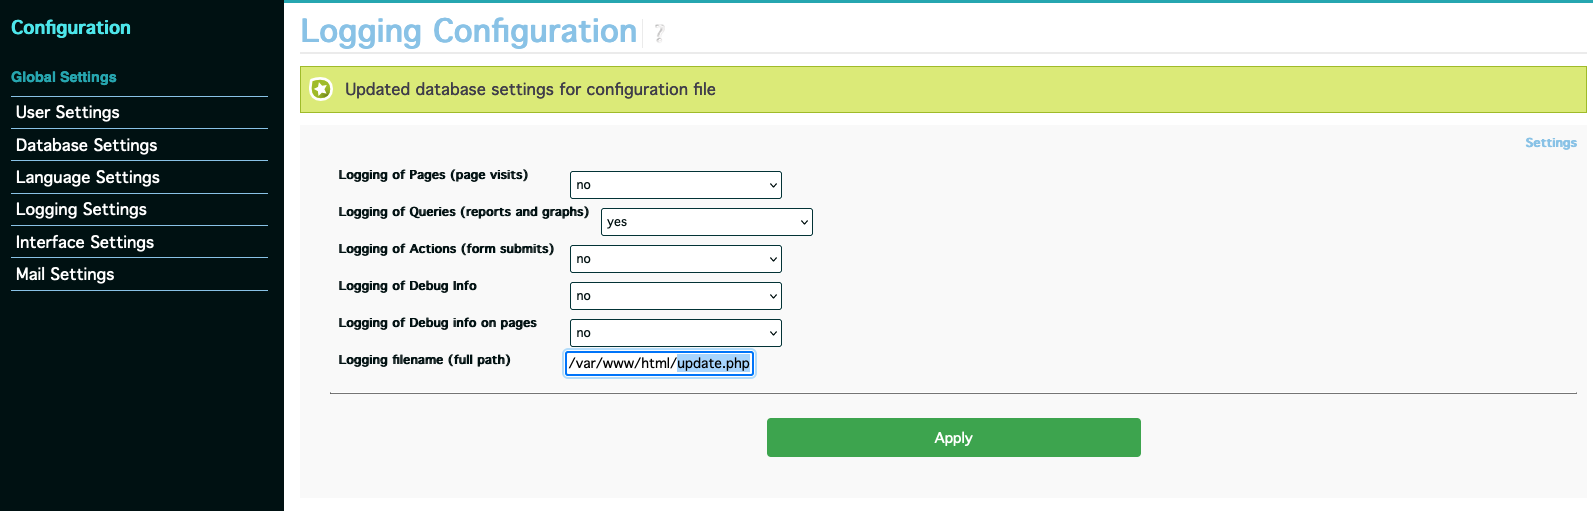 Configuration
Global Settings
User Settings
Database Settings
Language Settings
Logging Settings
Interface Settings
Mail Settings
Logging Configuration ?
Updated database settings for configuration file
Settings
Logging of Pages (page visits) no
Logging of Queries (reports and graphs) yes
Logging of Actions (form submits) no
Logging of Debug Info no
Logging of Debug info on pages no
Logging filename (full path) /var/www/html/update.php
Apply